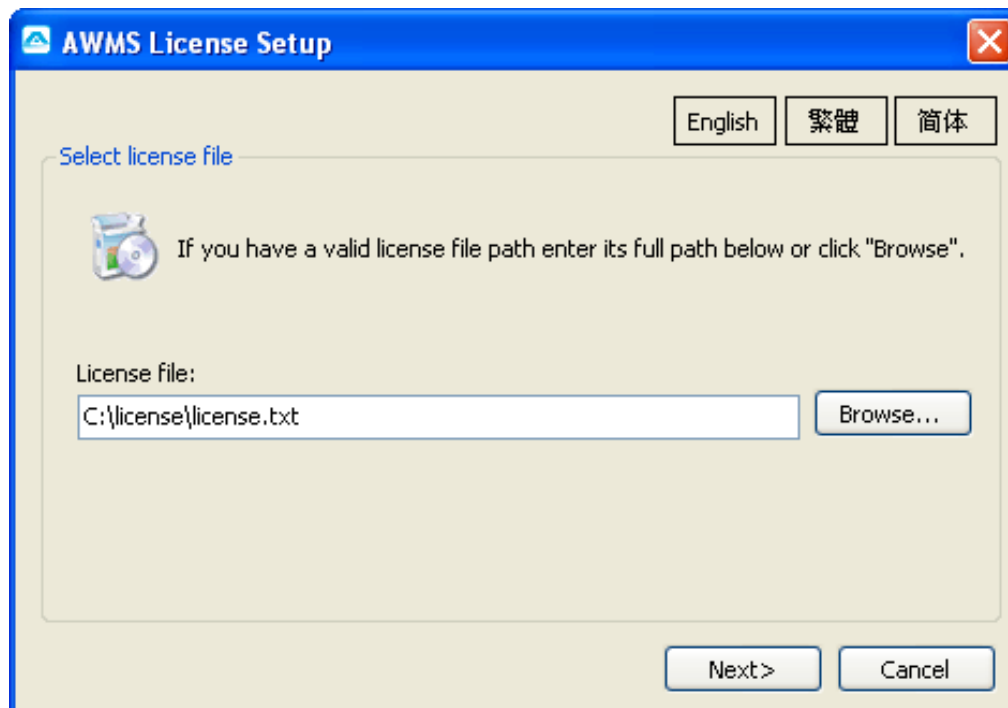 AWMS License Setup
English 繁體 简体
Select license file
If you have a valid license file path enter its full path below or click "Browse".
License file:
C:\license\license.txt
Browse...
Next> Cancel